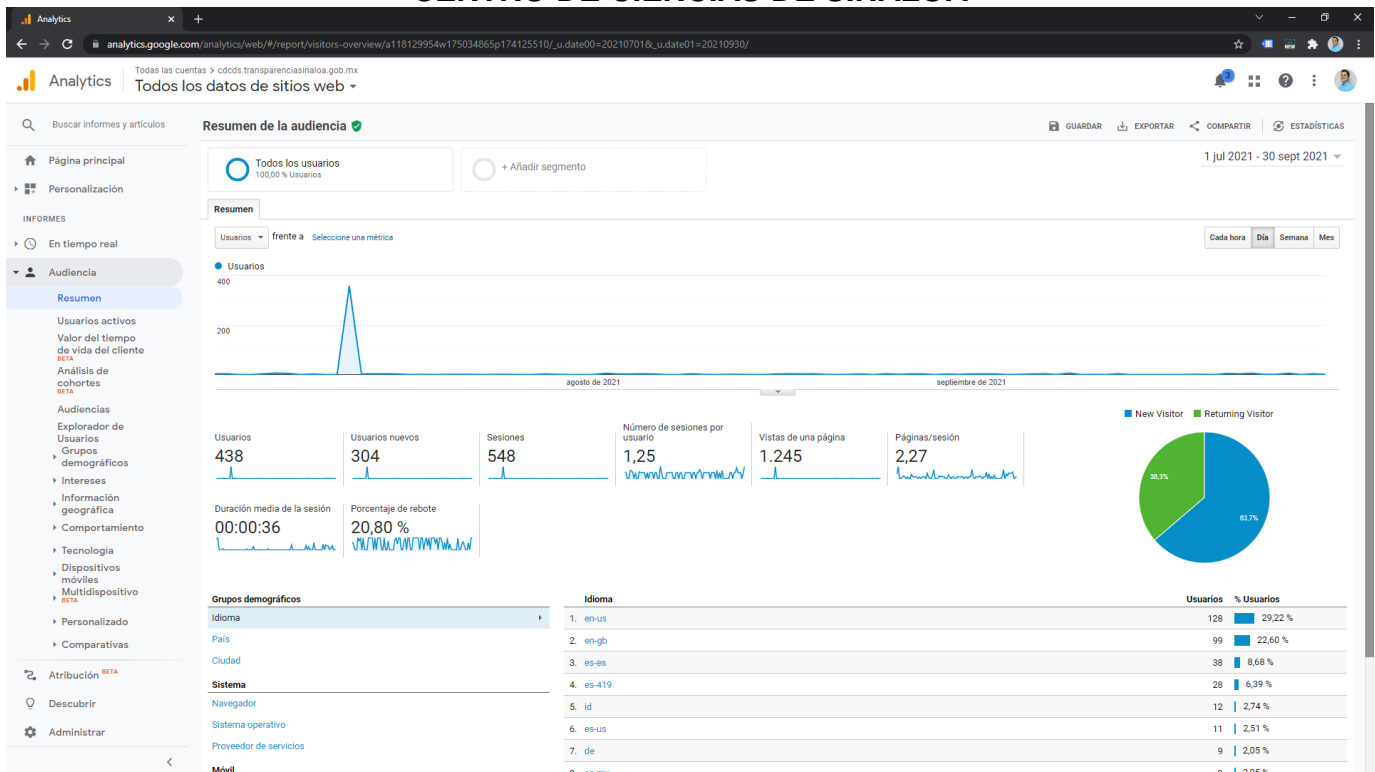 Analytics
analytics.google.com/analytics/web/#/report/visitors-overview/a118129954w175034865p174125510/_u.date00=20210701&_u.date01=20210930/
NEW
Analytics
Todas las cuentas > cdcds.transparenciasinaloa.gob.mx
Todos los datos de sitios web
3
Buscar informes y artículos
Resumen de la audiencia
GUARDAR
EXPORTAR
COMPARTIR
ESTADÍSTICAS
Página principal
Personalización
INFORMES
En tiempo real
Audiencia
Resumen
Usuarios activos
Valor del tiempo
de vida del cliente
BETA
Análisis de
cohortes
BETA
Audiencias
Explorador de
Usuarios
Grupos
demográficos
Intereses
Información
geográfica
Comportamiento
Tecnología
Dispositivos
móviles
Multidispositivo
BETA
Personalizado
Comparativas
Atribución BETA
Descubrir
Administrar
Todos los usuarios
100,00 % Usuarios
+ Añadir segmento
1 jul 2021 - 30 sept 2021
Resumen
Usuarios frente a Seleccione una métrica
Cada hora Día Semana Mes
Usuarios
400
200
agosto de 2021
septiembre de 2021
New Visitor Returning Visitor
36,3%
63,7%
Usuarios
438
Usuarios nuevos
304
Sesiones
548
Número de sesiones por
usuario
1,25
Vistas de una página
1.245
Páginas/sesión
2,27
Duración media de la sesión
00:00:36
Porcentaje de rebote
20,80 %
Grupos demográficos
Idioma
País
Ciudad
Sistema
Navegador
Sistema operativo
Proveedor de servicios
Móvil
Idioma Usuarios % Usuarios
1. en-us 128 29,22 %
2. en-gb 99 22,60 %
3. es-es 38 8,68 %
4. es-419 28 6,39 %
5. id 12 2,74 %
6. es-us 11 2,51 %
7. de 9 2,05 %